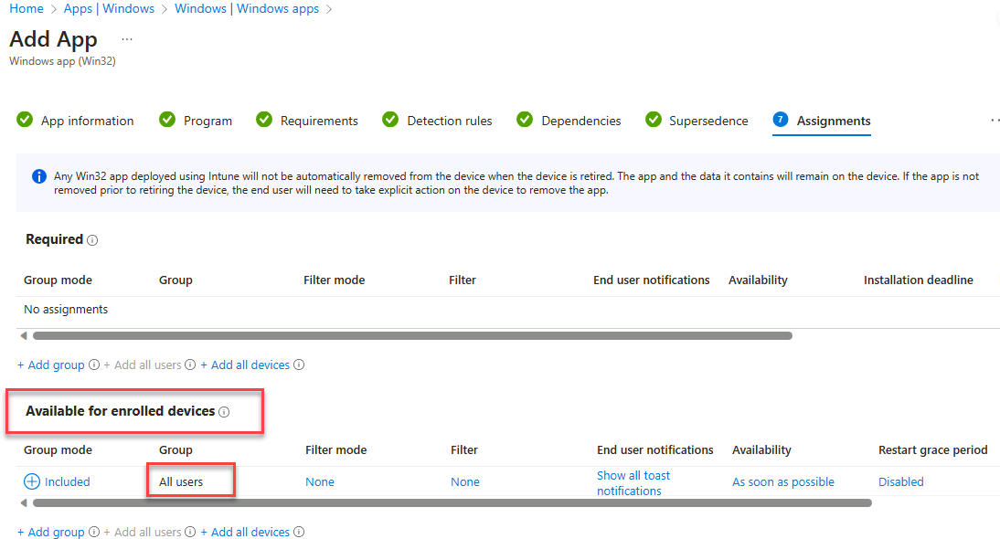 Home > Apps | Windows > Windows | Windows apps >
Add App ...
Windows app (Win32)
App information Program Requirements Detection rules Dependencies Supersedence 7 Assignments ..
Any Win32 app deployed using Intune will not be automatically removed from the device when the device is retired. The app and the data it contains will remain on the device. If the app is not
removed prior to retiring the device, the end user will need to take explicit action on the device to remove the app.
Required
Group mode Group Filter mode Filter End user notifications Availability Installation deadline
No assignments
+ Add group + Add all users + Add all devices
Available for enrolled devices
Group mode Group Filter mode Filter End user notifications Availability Restart grace period
Included All users None None Show all toast As soon as possible Disabled
notifications
+ Add group + Add all users + Add all devices